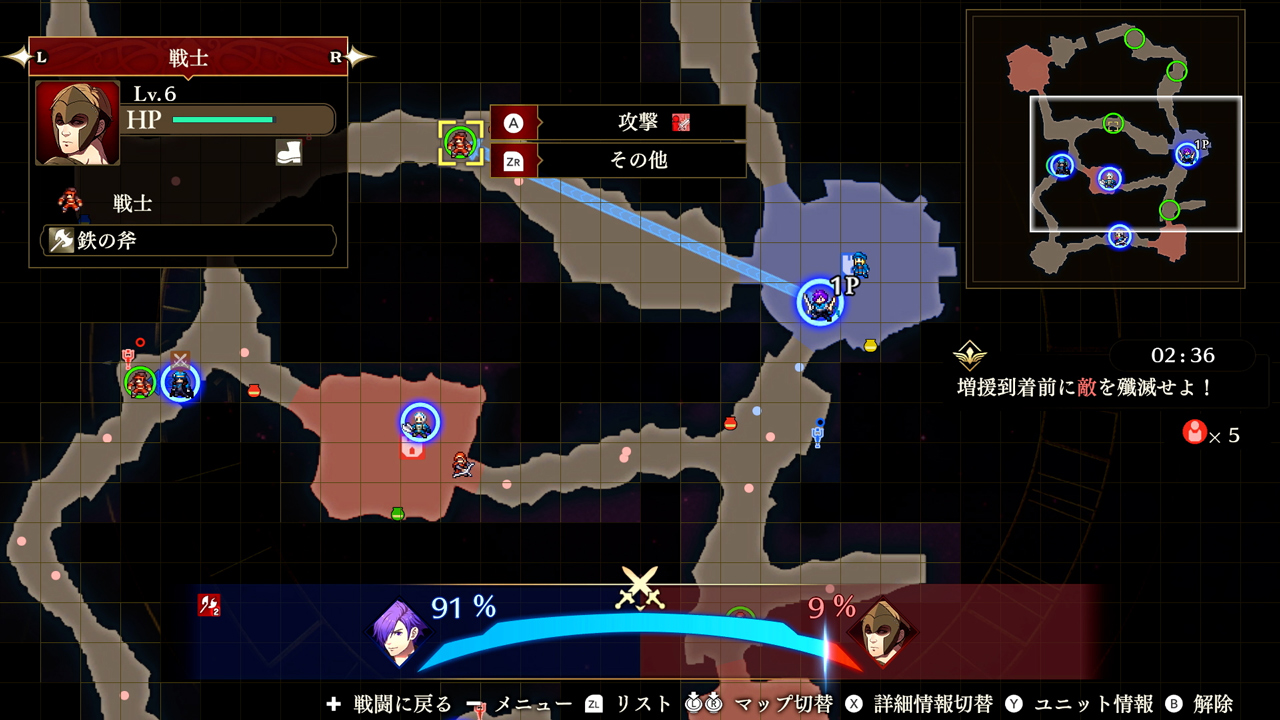 L 戦士 R
Lv.6
HP
戦士
鉄の斧
A 攻撃
ZR その他
1P
1P
02:36
増援到着前に敵を殲滅せよ！
× 5
2
91 %
9 %
+ 戦闘に戻る − メニュー ZL リスト L R マップ切替 X 詳細情報切替 Y ユニット情報 B 解除